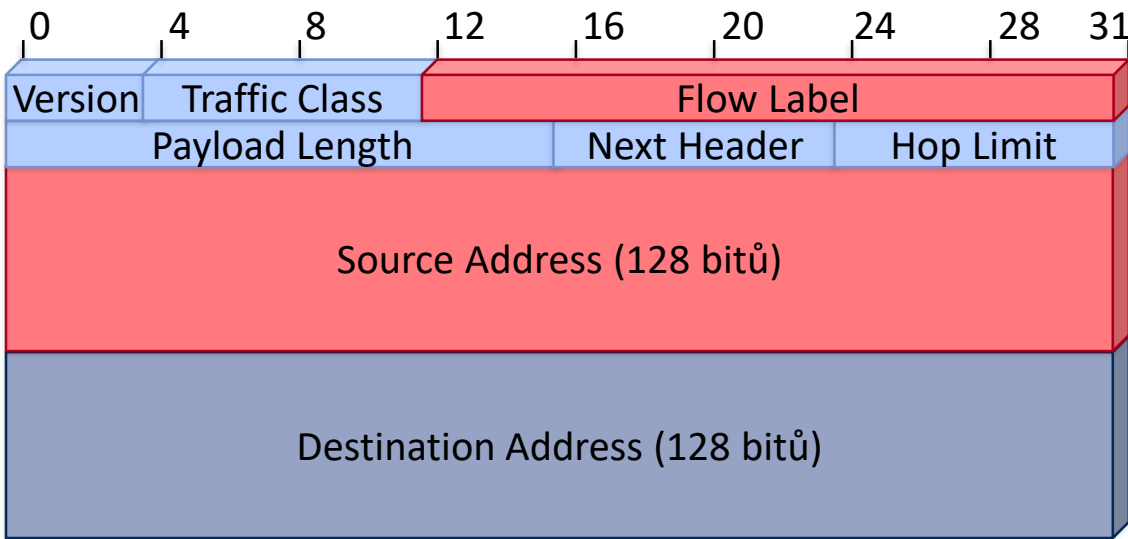 0 4 8 12 16 20 24 28 31
Version Traffic Class Flow Label
Payload Length Next Header Hop Limit
Source Address (128 bitů)
Destination Address (128 bitů)